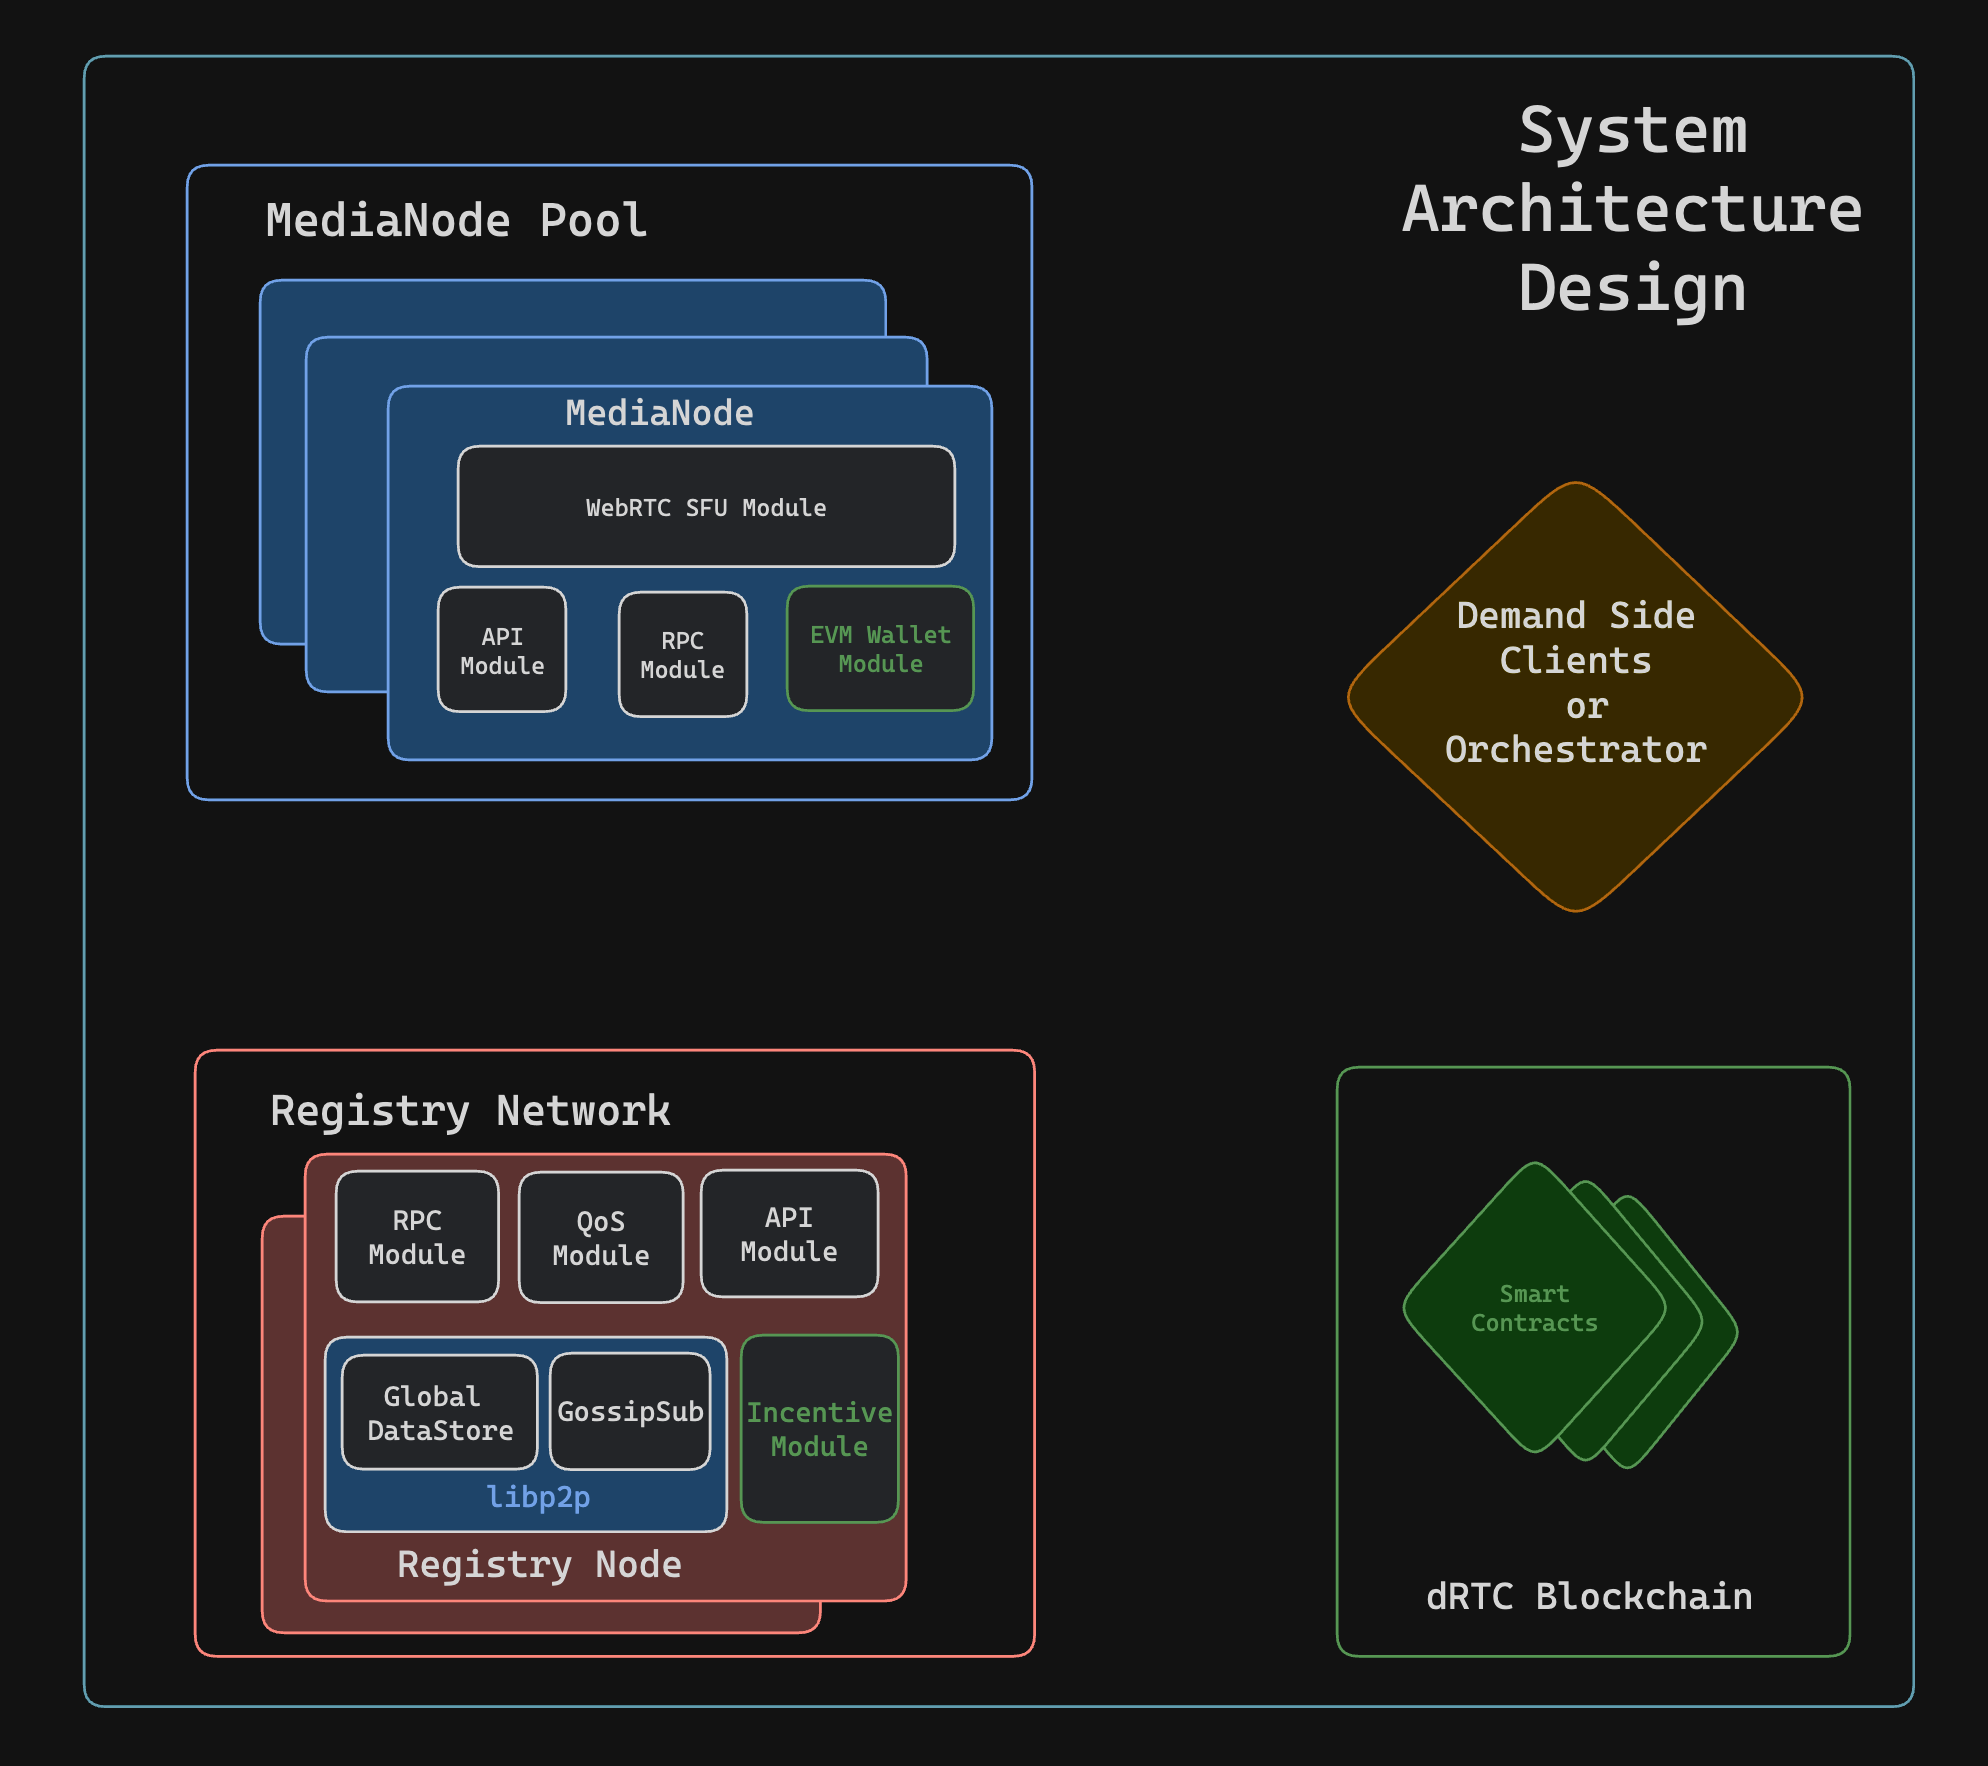 System
Architecture
Design
MediaNode Pool
MediaNode
WebRTC SFU Module
API
Module
RPC
Module
EVM Wallet
Module
Demand Side
Clients
or
Orchestrator
Registry Network
RPC
Module
QoS
Module
API
Module
Global
DataStore
GossipSub
libp2p
Incentive
Module
Registry Node
Smart
Contracts
dRTC Blockchain